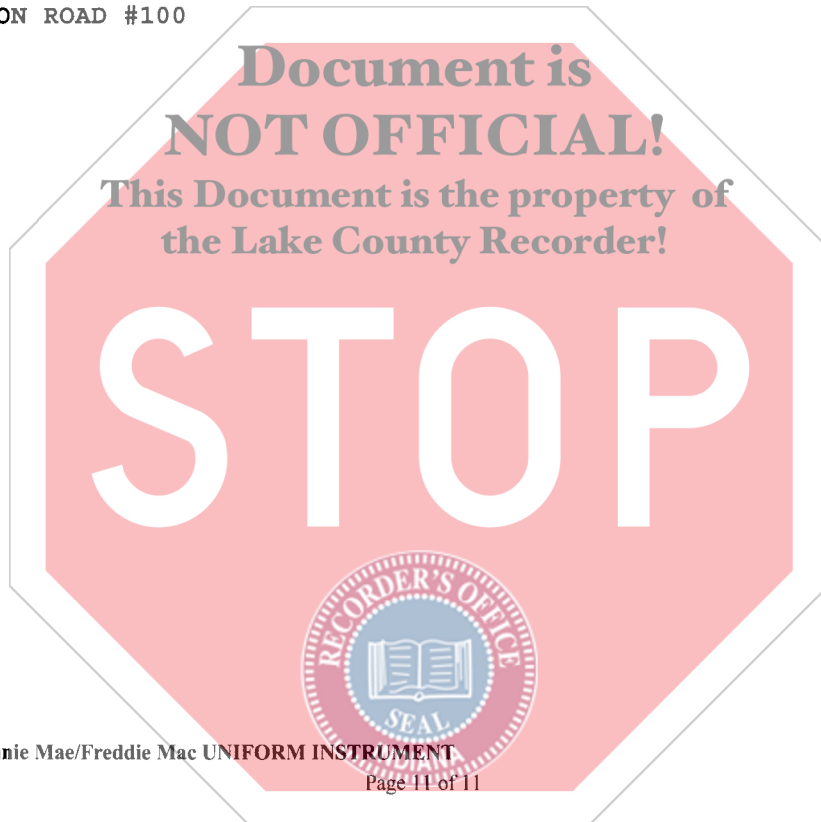 ON ROAD #100
Document is
NOT OFFICIAL!
This Document is the property of
the Lake County Recorder!
STOP
RECORDER'S OFFICE
SEAL
INDIANA
nie Mae/Freddie Mac UNIFORM INSTRUMENT
Page 11 of 11